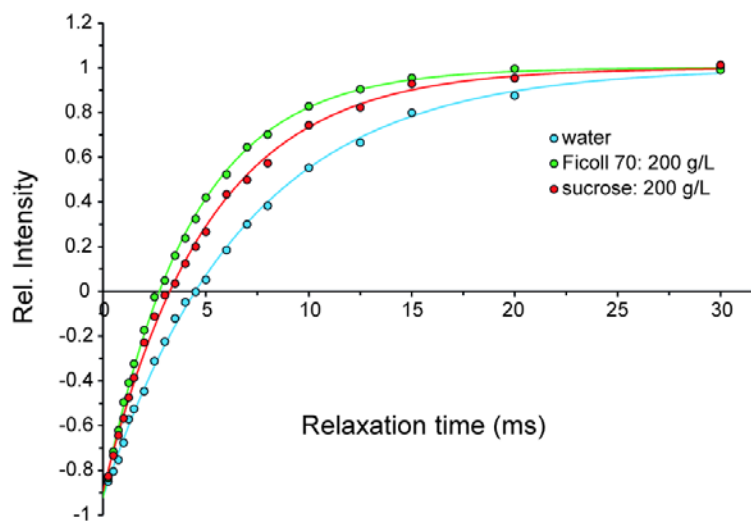 1.2
1
0.8
0.6
0.4
0.2
0
-0.2
-0.4
-0.6
-0.8
-1
Rel. Intensity
0 5 10 15 20 25 30
Relaxation time (ms)
water
Ficoll 70: 200 g/L
sucrose: 200 g/L